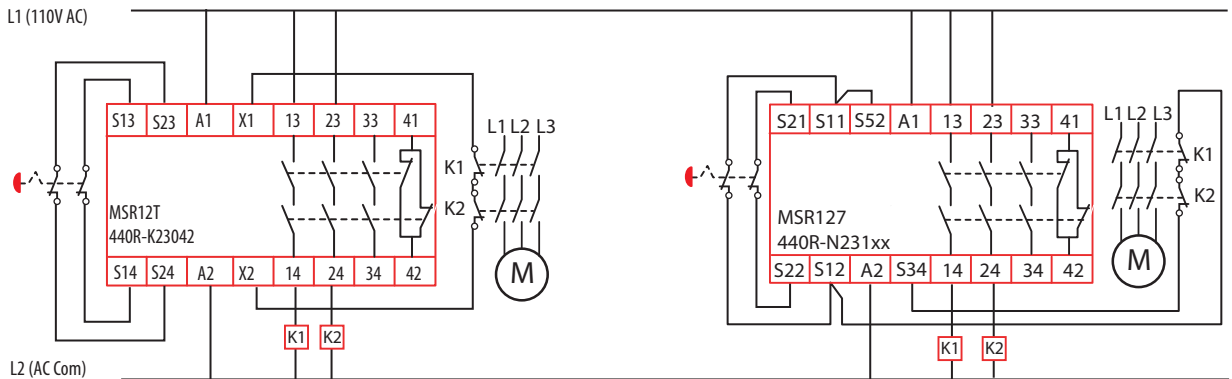 L1 (110V AC)
S13 S23 A1 X1 13 23 33 41
L1 L2 L3
K1
K2
MSR12T
440R-K23042
S14 S24 A2 X2 14 24 34 42
M
K1 K2
S21 S11 S52 A1 13 23 33 41
L1 L2 L3
K1
K2
MSR127
440R-N231xx
S22 S12 A2 S34 14 24 34 42
M
K1 K2
L2 (AC Com)